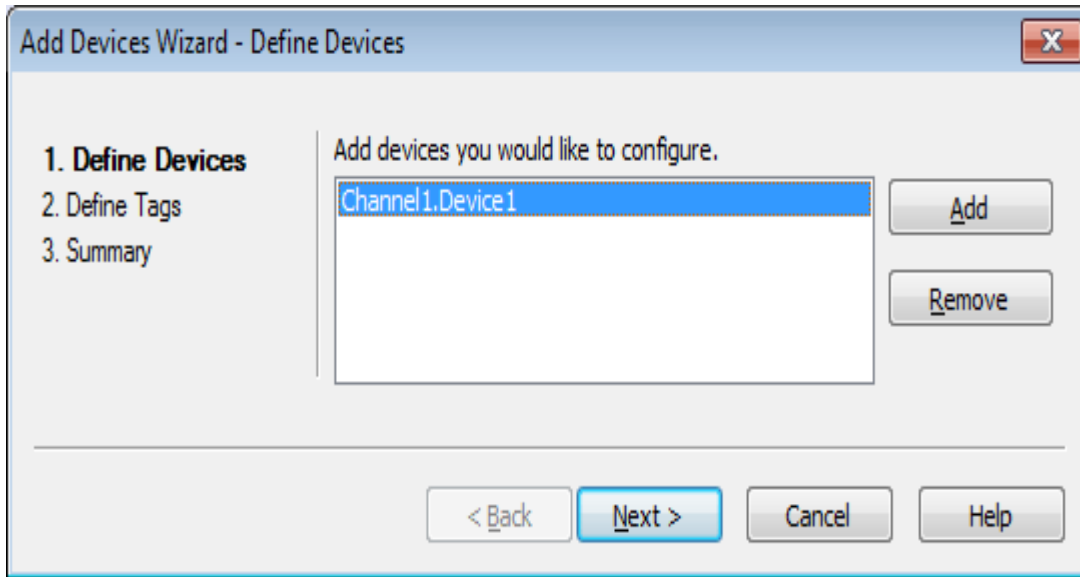 Add Devices Wizard - Define Devices
1. Define Devices
2. Define Tags
3. Summary
Add devices you would like to configure.
Channel1.Device1
Add
Remove
< Back
Next >
Cancel
Help